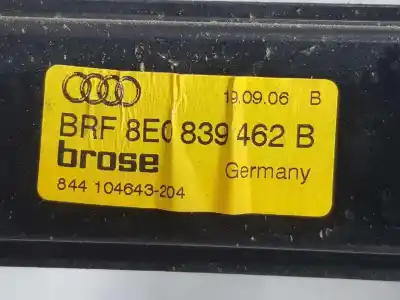 19.09.06 B
BRF 8E0 839 462 B
brose
844 104643-204 Germany